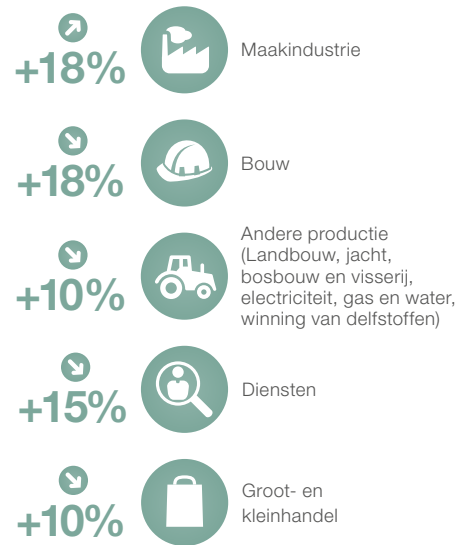 +18%
Maakindustrie
+18%
Bouw
+10%
Andere productie
(Landbouw, jacht,
bosbouw en visserij,
electriciteit, gas en water,
winning van delfstoffen)
+15%
Diensten
+10%
Groot- en
kleinhandel